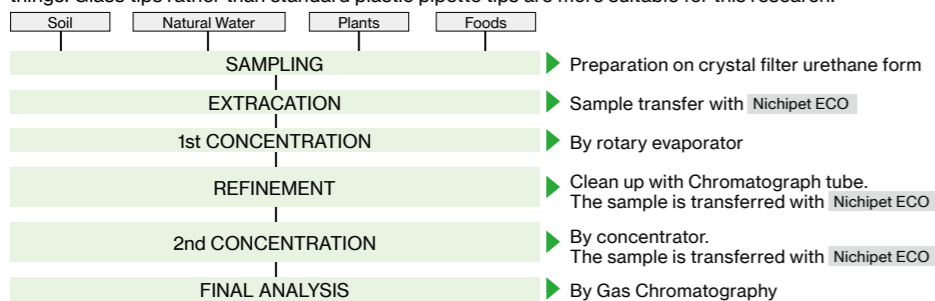 things. Glass tips rather than standard plastic pipette tips are more suitable for this research.
Soil
Natural Water
Plants
Foods
SAMPLING
Preparation on crystal filter urethane form
EXTRACATION
Sample transfer with Nichipet ECO
1st CONCENTRATION
By rotary evaporator
REFINEMENT
Clean up with Chromatograph tube.
The sample is transferred with Nichipet ECO
2nd CONCENTRATION
By concentrator.
The sample is transferred with Nichipet ECO
FINAL ANALYSIS
By Gas Chromatography